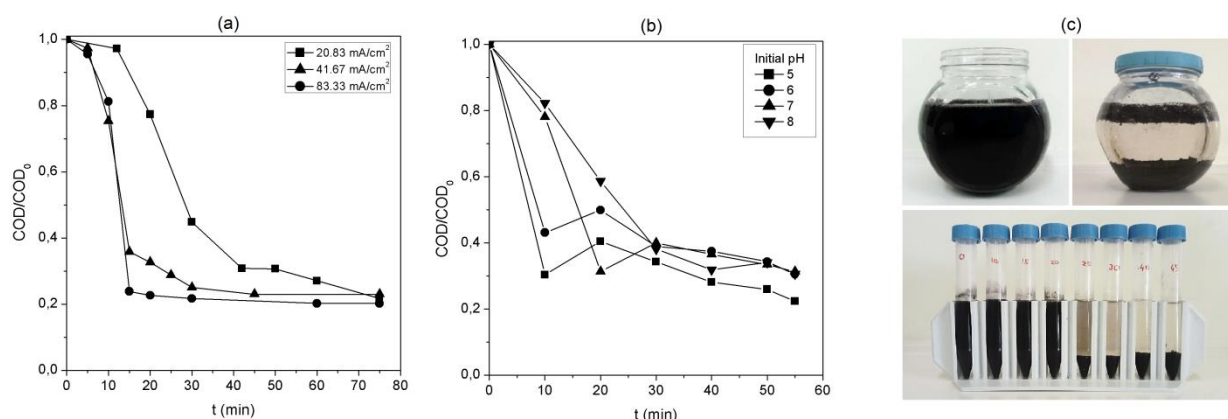 (a)
1,0
0,8
0,6
0,4
0,2
0,0
COD/COD₀
0 10 20 30 40 50 60 70 80
t (min)
20.83 mA/cm²
41.67 mA/cm²
83.33 mA/cm²
(b)
1,0
0,8
0,6
0,4
0,2
0,0
COD/COD₀
0 10 20 30 40 50 60
t (min)
Initial pH
5
6
7
8
(c)
0 10 15